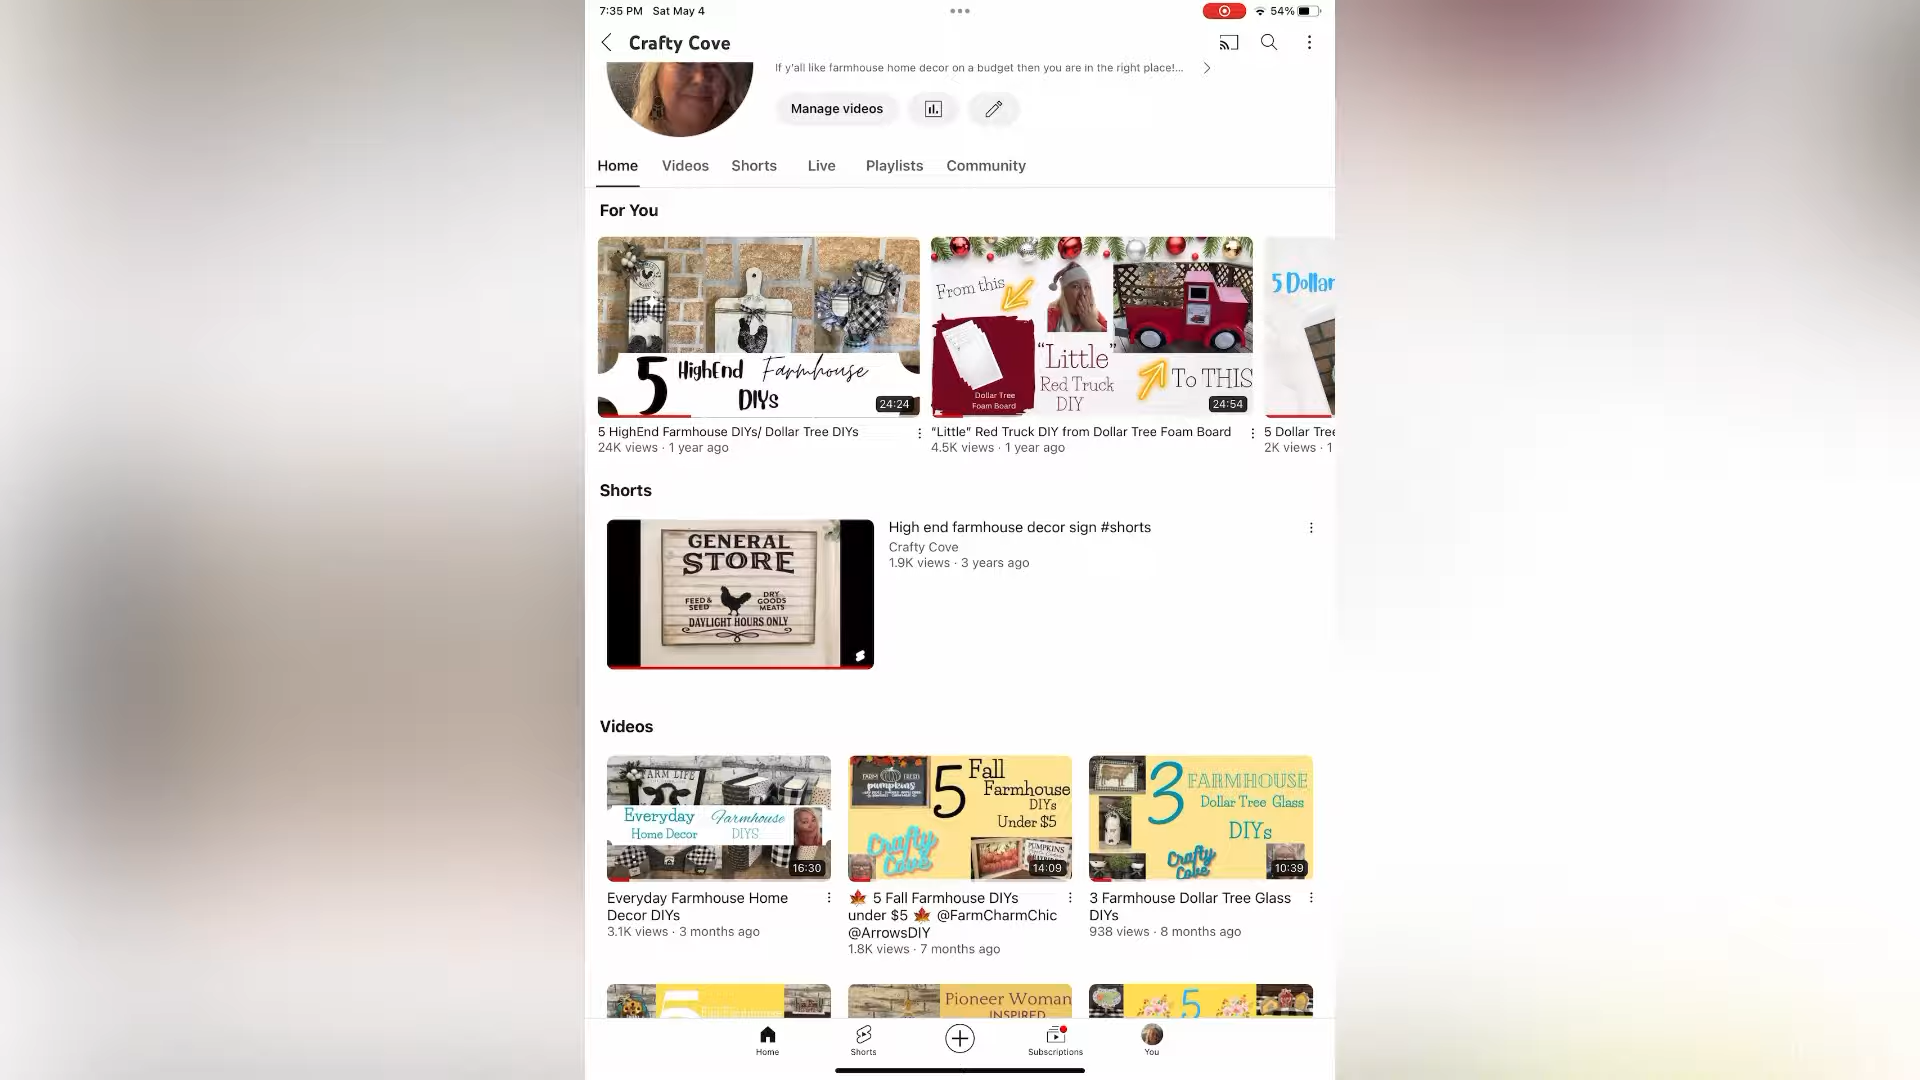 7:35 PM Sat May 4
54%
Crafty Cove
If y'all like farmhouse home decor on a budget then you are in the right place!...
Manage videos
Home Videos Shorts Live Playlists Community
For You
5 HighEnd Farmhouse
DIYs
24:24
From this
"Little"
Red Truck
DIY
To THIS
Dollar Tree
Foam Board
24:54
5 Dollar
5 HighEnd Farmhouse DIYs/ Dollar Tree DIYs
24K views · 1 year ago
“Little” Red Truck DIY from Dollar Tree Foam Board
4.5K views · 1 year ago
5 Dollar Tree
2K views · 1
Shorts
GENERAL
STORE
FEED &
SEED
DRY
GOODS
MEATS
DAYLIGHT HOURS ONLY
High end farmhouse decor sign #shorts
Crafty Cove
1.9K views · 3 years ago
Videos
FARM LIFE
Everyday Farmhouse
Home Decor DIYS
16:30
pumpkins
5 Fall
Farmhouse
DIYs
Under $5
Crafty
Cove
PUMPKINS
14:09
3 FARMHOUSE
Dollar Tree Glass
DIYs
Crafty
Cove
10:39
Everyday Farmhouse Home
Decor DIYs
3.1K views · 3 months ago
🍁 5 Fall Farmhouse DIYs
under $5 🍁 @FarmCharmChic
@ArrowsDIY
1.8K views · 7 months ago
3 Farmhouse Dollar Tree Glass
DIYs
938 views · 8 months ago
5
Pioneer Woman
INSPIRED
5
Home
Shorts
Subscriptions
You